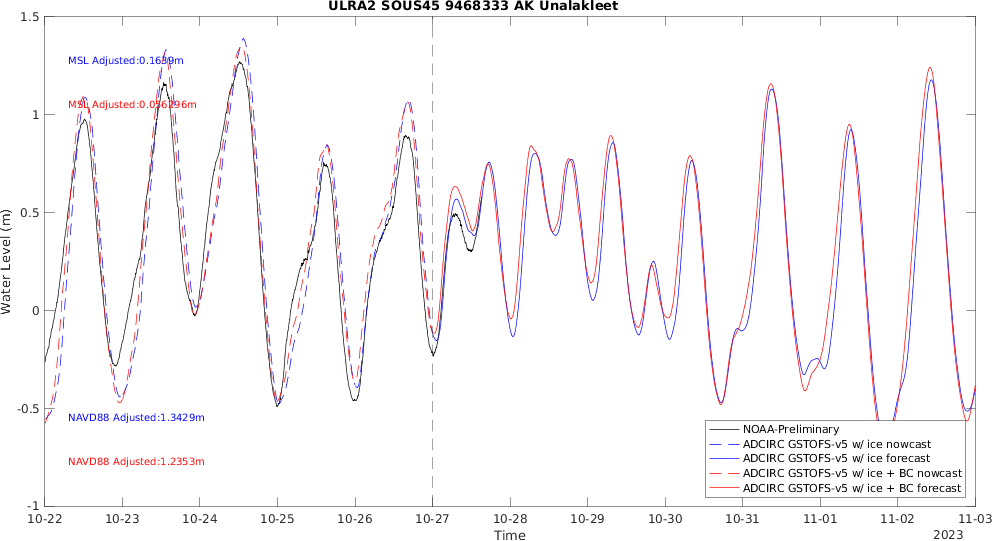 ULRA2 SOUS45 9468333 AK Unalakleet
1.5
1
0.5
0
-0.5
-1
Water Level (m)
MSL Adjusted:0.1639m
MSL Adjusted:0.056296m
NAVD88 Adjusted:1.3429m
NAVD88 Adjusted:1.2353m
NOAA-Preliminary
ADCIRC GSTOFS-v5 w/ ice nowcast
ADCIRC GSTOFS-v5 w/ ice forecast
ADCIRC GSTOFS-v5 w/ ice + BC nowcast
ADCIRC GSTOFS-v5 w/ ice + BC forecast
10-22 10-23 10-24 10-25 10-26 10-27 10-28 10-29 10-30 10-31 11-01 11-02 11-03
Time
2023